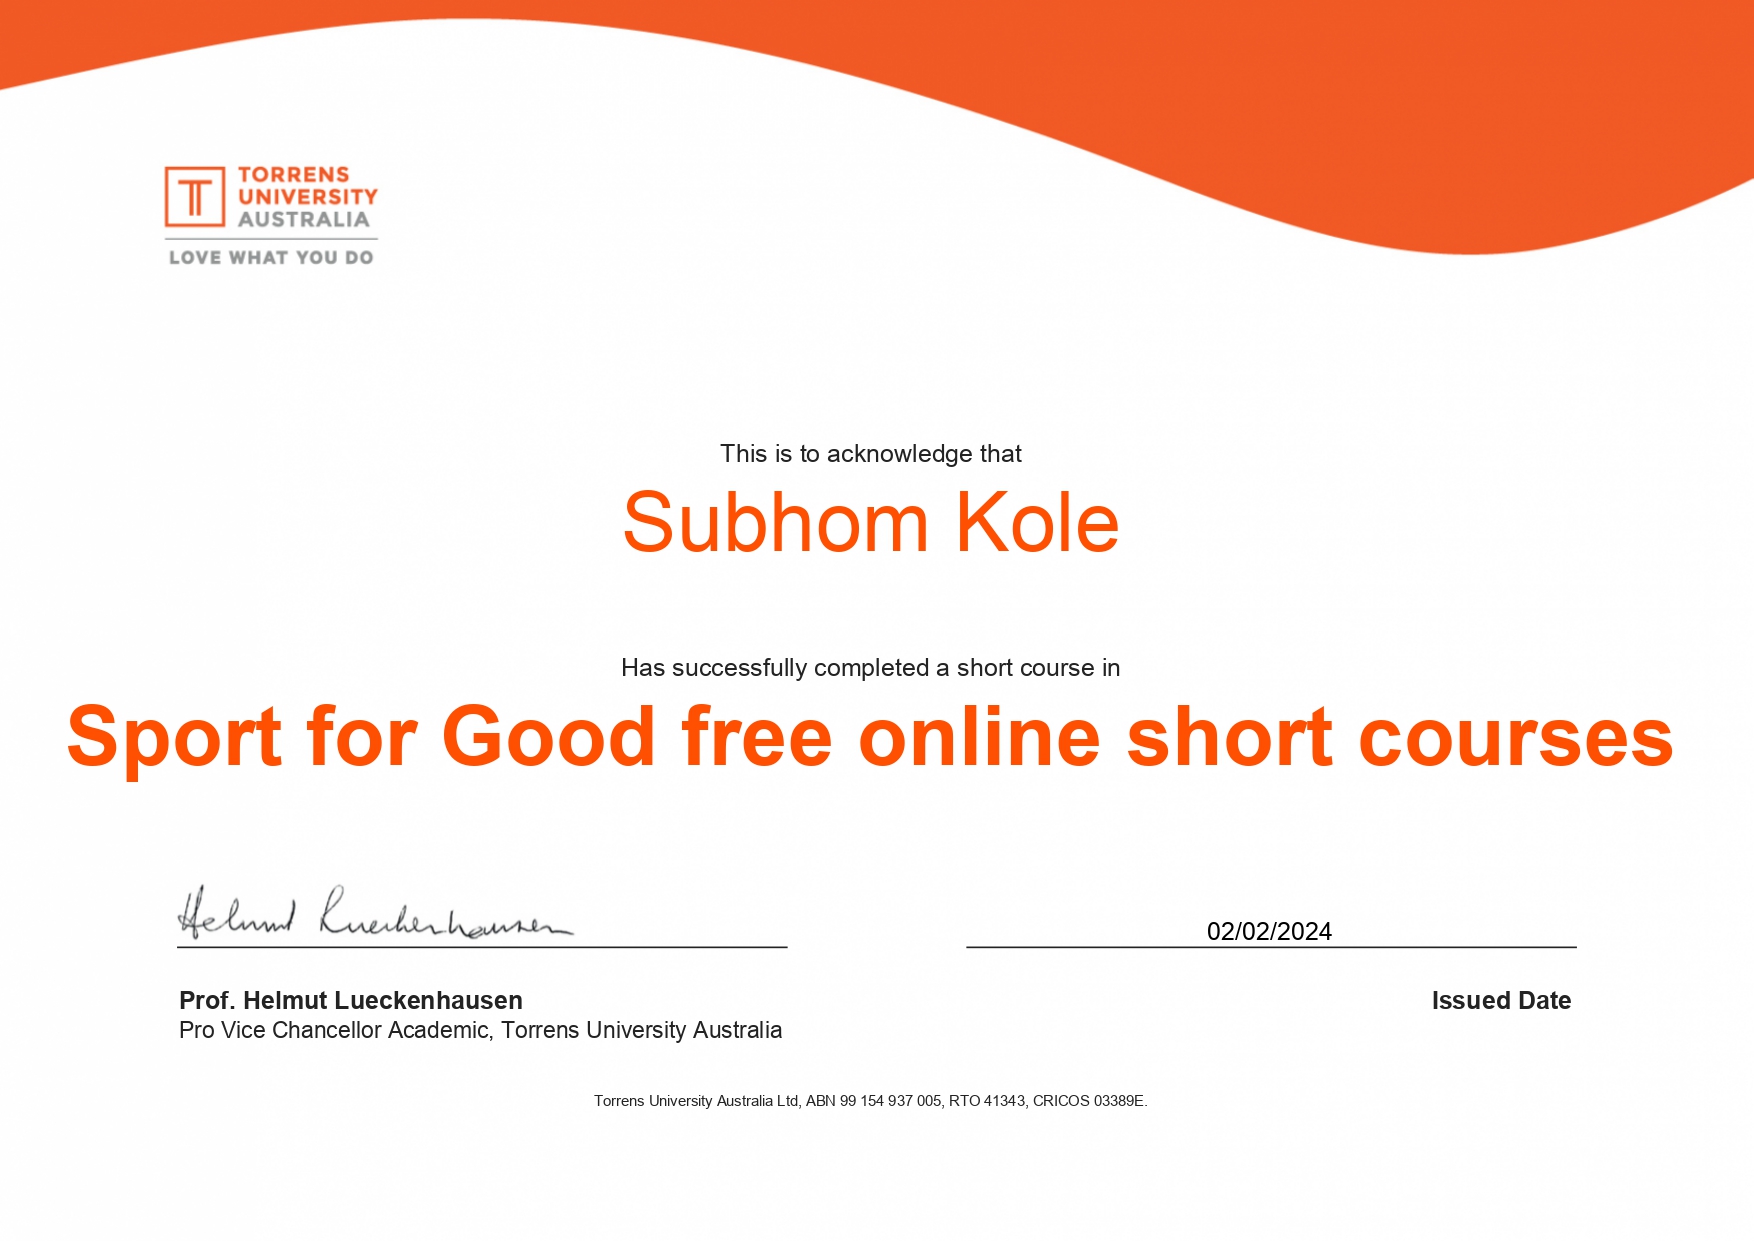 TORRENS
UNIVERSITY
AUSTRALIA
LOVE WHAT YOU DO
This is to acknowledge that
Subhom Kole
Has successfully completed a short course in
Sport for Good free online short courses
Helmut Lueckenhausen
02/02/2024
Prof. Helmut Lueckenhausen
Issued Date
Pro Vice Chancellor Academic, Torrens University Australia
Torrens University Australia Ltd, ABN 99 154 937 005, RTO 41343, CRICOS 03389E.